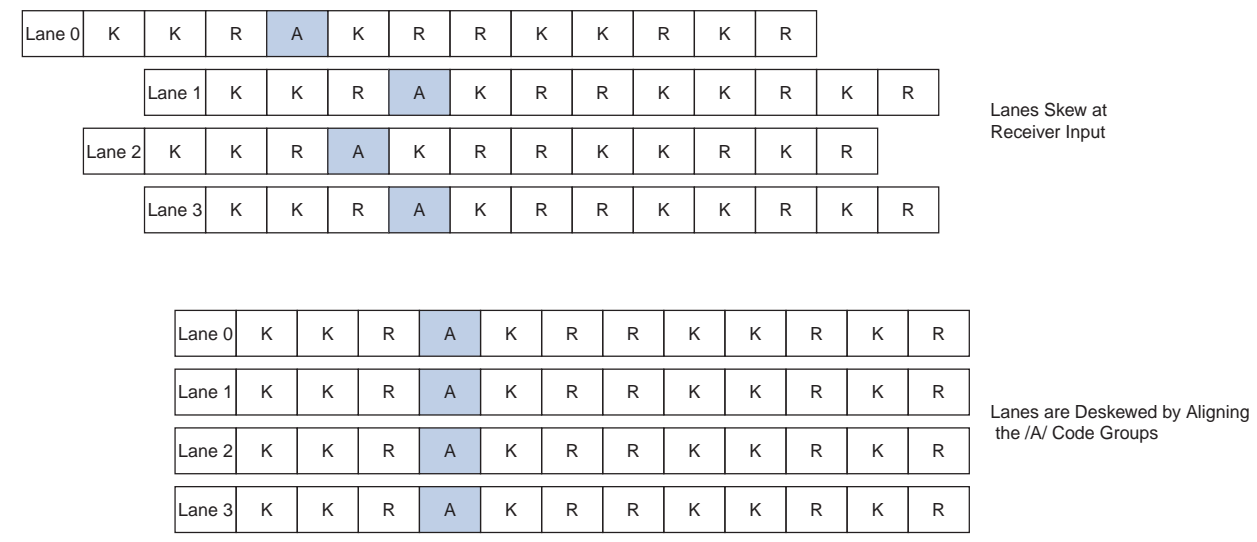 Lane 0 K K R A K R R K K R K R
Lane 1 K K R A K R R K K R K R
Lanes Skew at
Receiver Input
Lane 2 K K R A K R R K K R K R
Lane 3 K K R A K R R K K R K R
Lane 0 K K R A K R R K K R K R
Lane 1 K K R A K R R K K R K R
Lanes are Deskewed by Aligning
the /A/ Code Groups
Lane 2 K K R A K R R K K R K R
Lane 3 K K R A K R R K K R K R